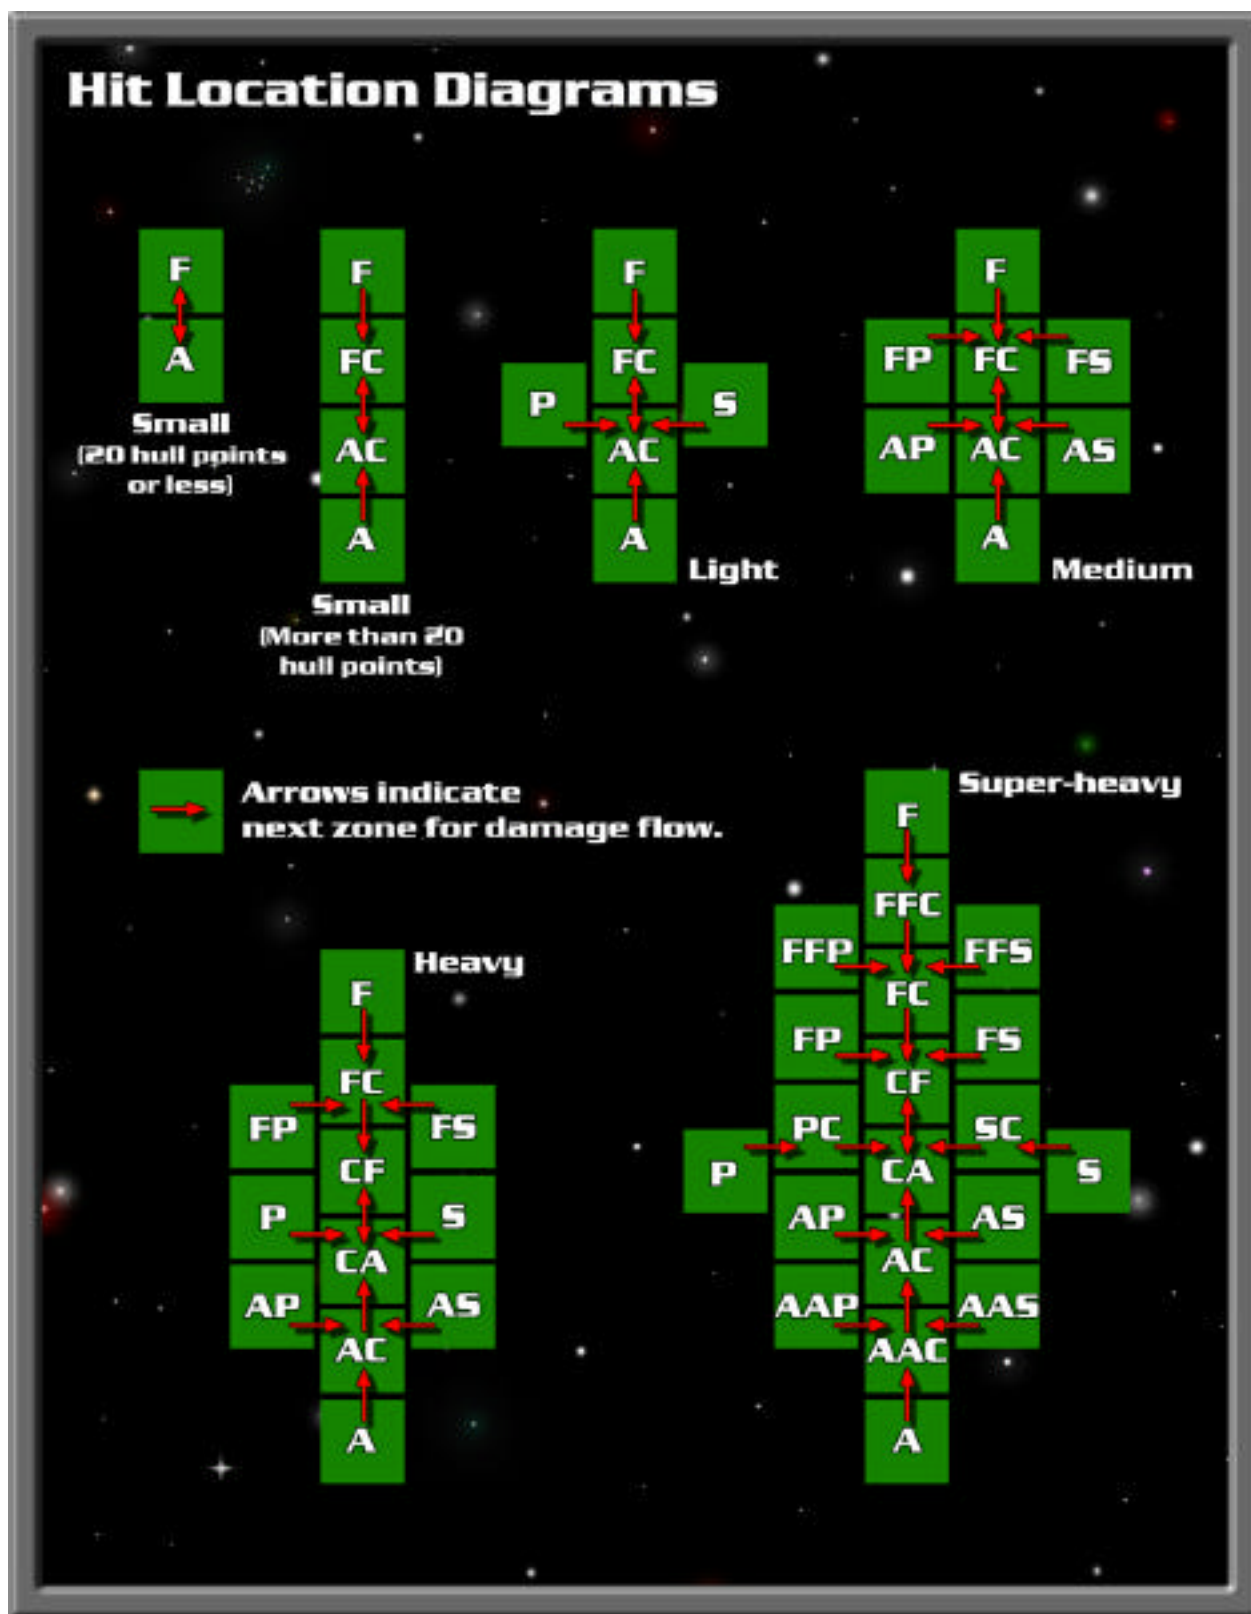 Hit Location Diagrams
F
A
Small
(20 hull ppints
or less)
F
FC
AC
A
Small
(More than 20
hull points)
F
FC
P
S
AC
A
Light
F
FP FC FS
AP AC AS
A
Medium
Arrows indicate
next zone for damage flow.
Heavy
F
FC
FP FS
CF
P S
CA
AP AS
AC
A
Super-heavy
F
FFC
FFP FFS
FC
FP FS
CF
PC SC
P CA S
AP AS
AC
AAP AAS
AAC
A